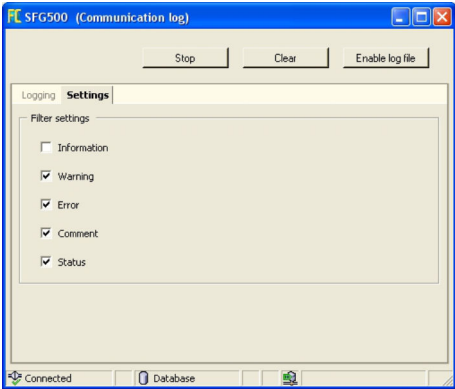 FC SFG500 (Communication log)
Stop Clear Enable log file
Logging Settings
Filter settings
Information
Warning
Error
Comment
Status
Connected Database